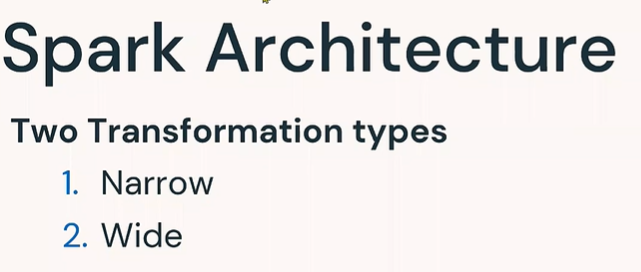 Spark Architecture
Two Transformation types
1. Narrow
2. Wide